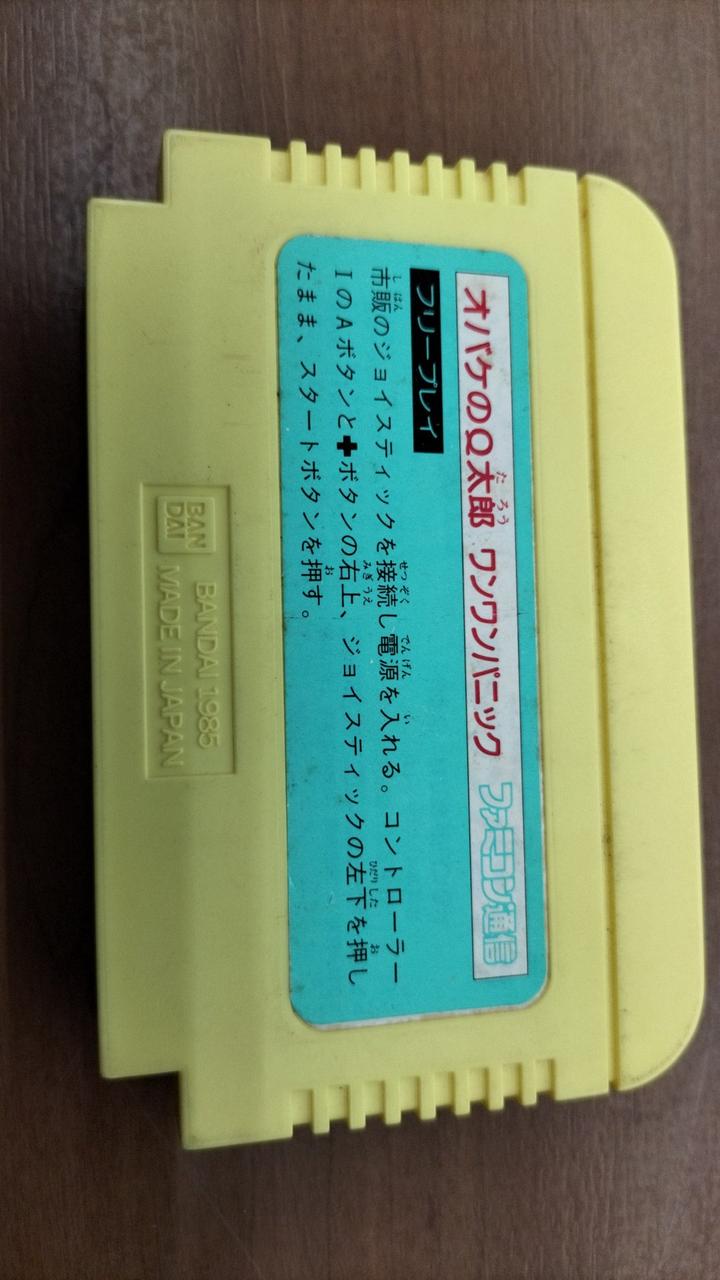 オバケのQ太郎 ワンワンパニック ファミコン通信
フリープレイ
市販のジョイスティックを接続し電源を入れる。コントローラー
IのAボタンと✚ボタンの右上、ジョイスティックの左下を押し
たまま、スタートボタンを押す。
BAN
DAI
BANDAI 1985
MADE IN JAPAN